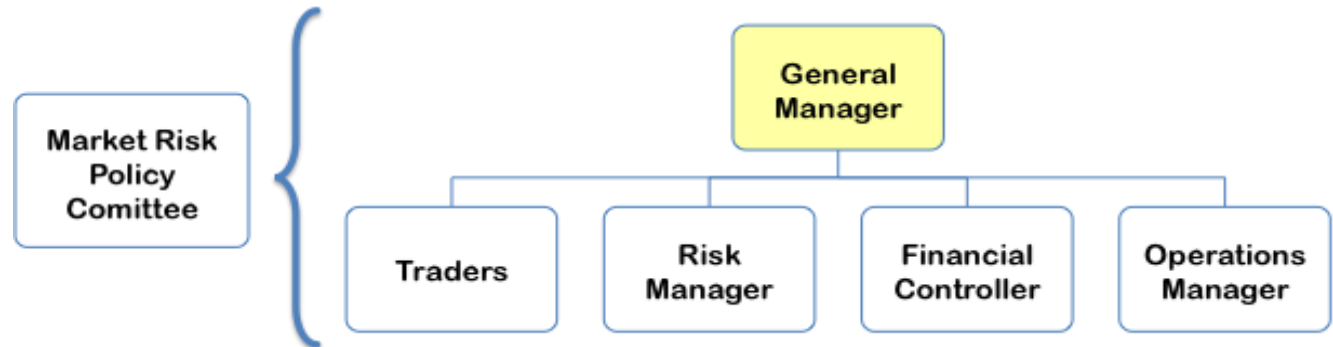 Market Risk
Policy
Comittee
General
Manager
Traders
Risk
Manager
Financial
Controller
Operations
Manager